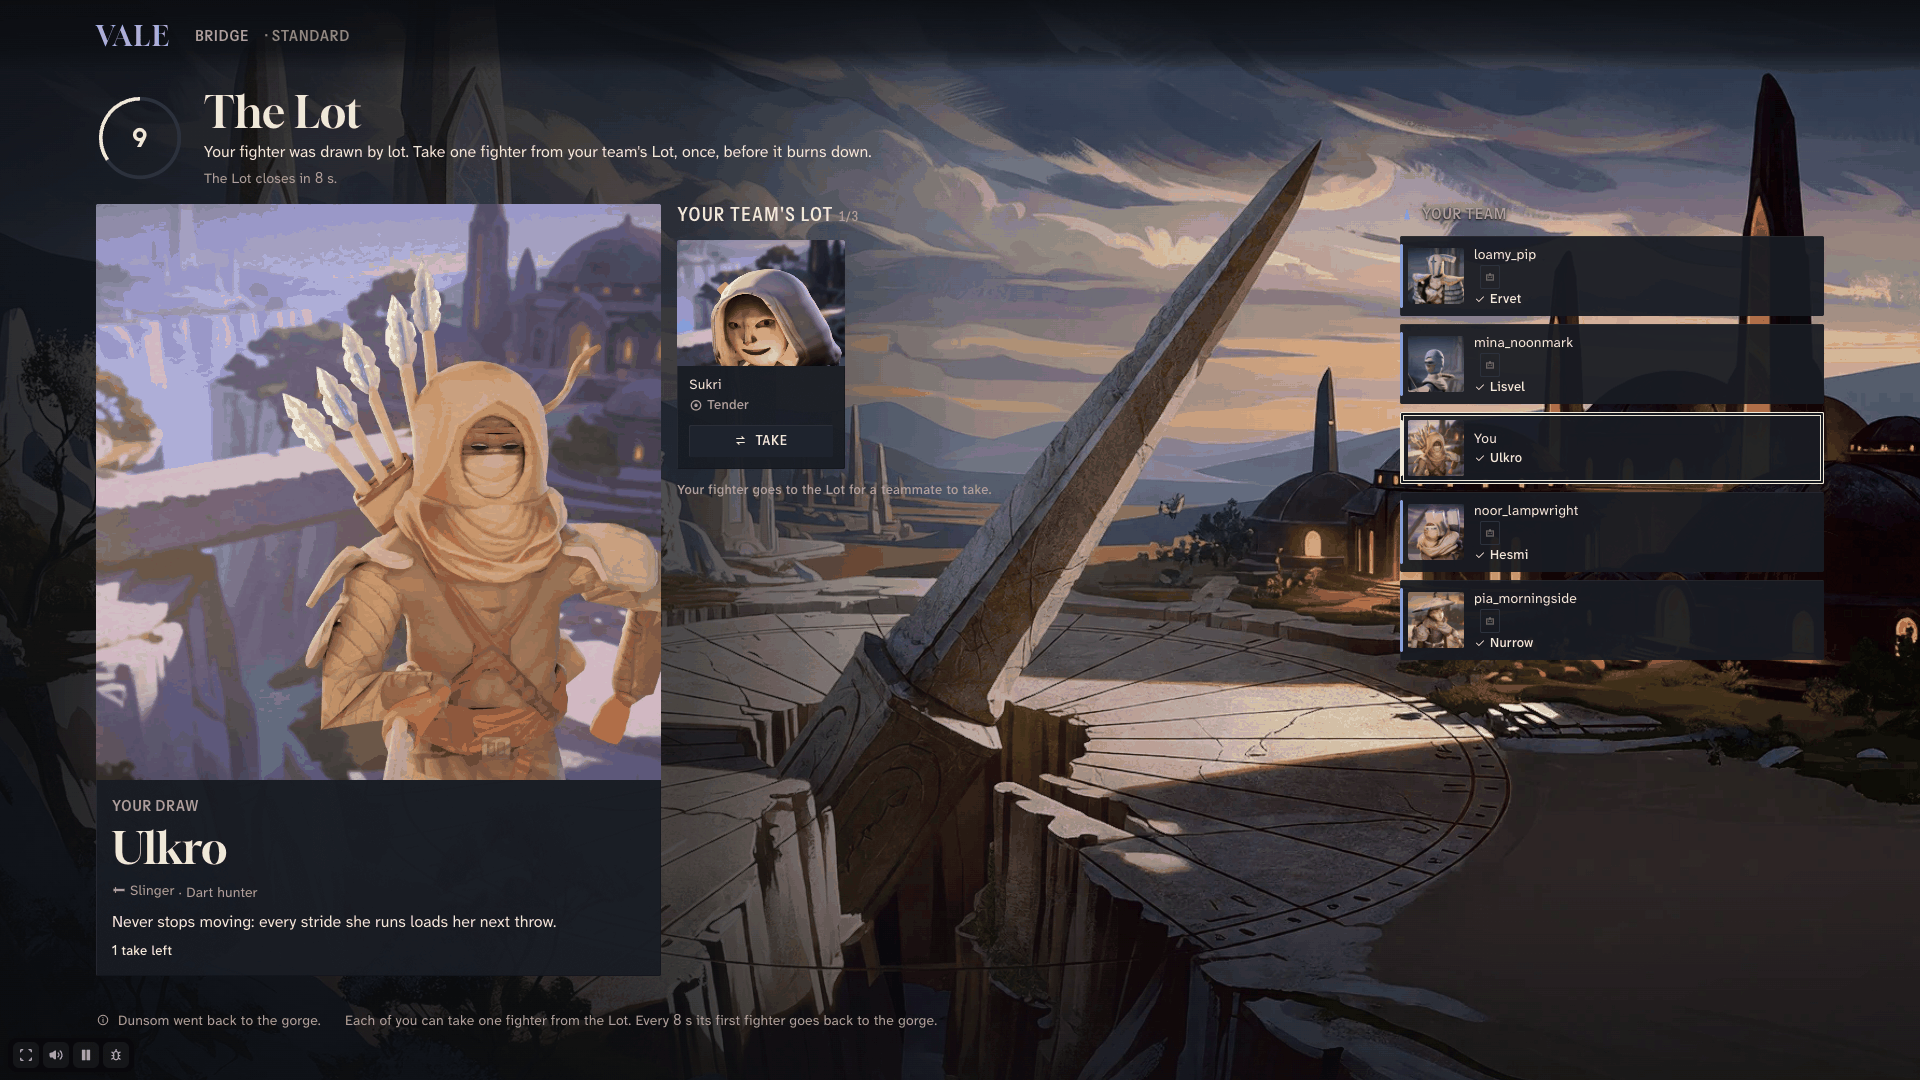 VALE BRIDGE · STANDARD
9
The Lot
Your fighter was drawn by lot. Take one fighter from your team's Lot, once, before it burns down.
The Lot closes in 8 s.
YOUR TEAM'S LOT 1/3
Sukri
Tender
TAKE
Your fighter goes to the Lot for a teammate to take.
YOUR DRAW
Ulkro
Slinger · Dart hunter
Never stops moving: every stride she runs loads her next throw.
1 take left
YOUR TEAM
loamy_pip
Ervet
mina_noonmark
Lisvel
You
Ulkro
noor_lampwright
Hesmi
pia_morningside
Nurrow
Dunsom went back to the gorge. Each of you can take one fighter from the Lot. Every 8 s its first fighter goes back to the gorge.